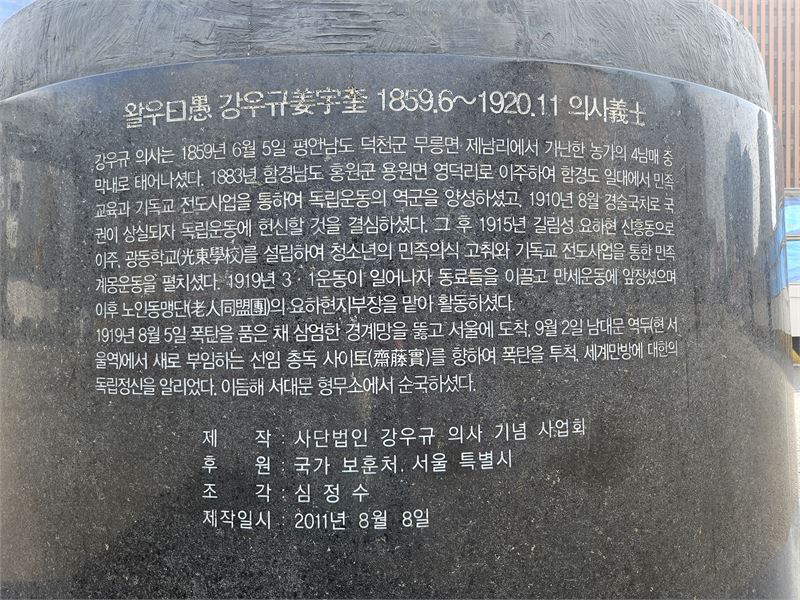 왈우曰愚 강우규姜宇奎 1859.6~1920.11 의사義士
강우규 의사는 1859년 6월 5일 평안남도 덕천군 무릉면 제남리에서 가난한 농가의 4남매 중
막내로 태어나셨다. 1883년 함경남도 홍원군 용원면 영덕리로 이주하여 함경도 일대에서 민족
교육과 기독교 전도사업을 통하여 독립운동의 역군을 양성하셨고, 1910년 8월 경술국치로 국
권이 상실되자 독립운동에 헌신할 것을 결심하셨다. 그 후 1915년 길림성 요하현 신흥동으로
이주, 광동학교(光東學校)를 설립하여 청소년의 민족의식 고취와 기독교 전도사업을 통한 민족
계몽운동을 펼치셨다. 1919년 3·1운동이 일어나자 동료들을 이끌고 만세운동에 앞장섰으며
이후 노인동맹단(老人同盟團)의 요하현지부장을 맡아 활동하셨다.
1919년 8월 5일 폭탄을 품은 채 삼엄한 경계망을 뚫고 서울에 도착, 9월 2일 남대문 역두(현 서
울역)에서 새로 부임하는 신임 총독 사이토(齋藤實)를 향하여 폭탄을 투척, 세계만방에 대한의
독립정신을 알리었다. 이듬해 서대문 형무소에서 순국하셨다.
제 작 : 사단법인 강우규 의사 기념 사업회
후 원 : 국가 보훈처, 서울 특별시
조 각 : 심 정 수
제작일시 : 2011년 8월 8일